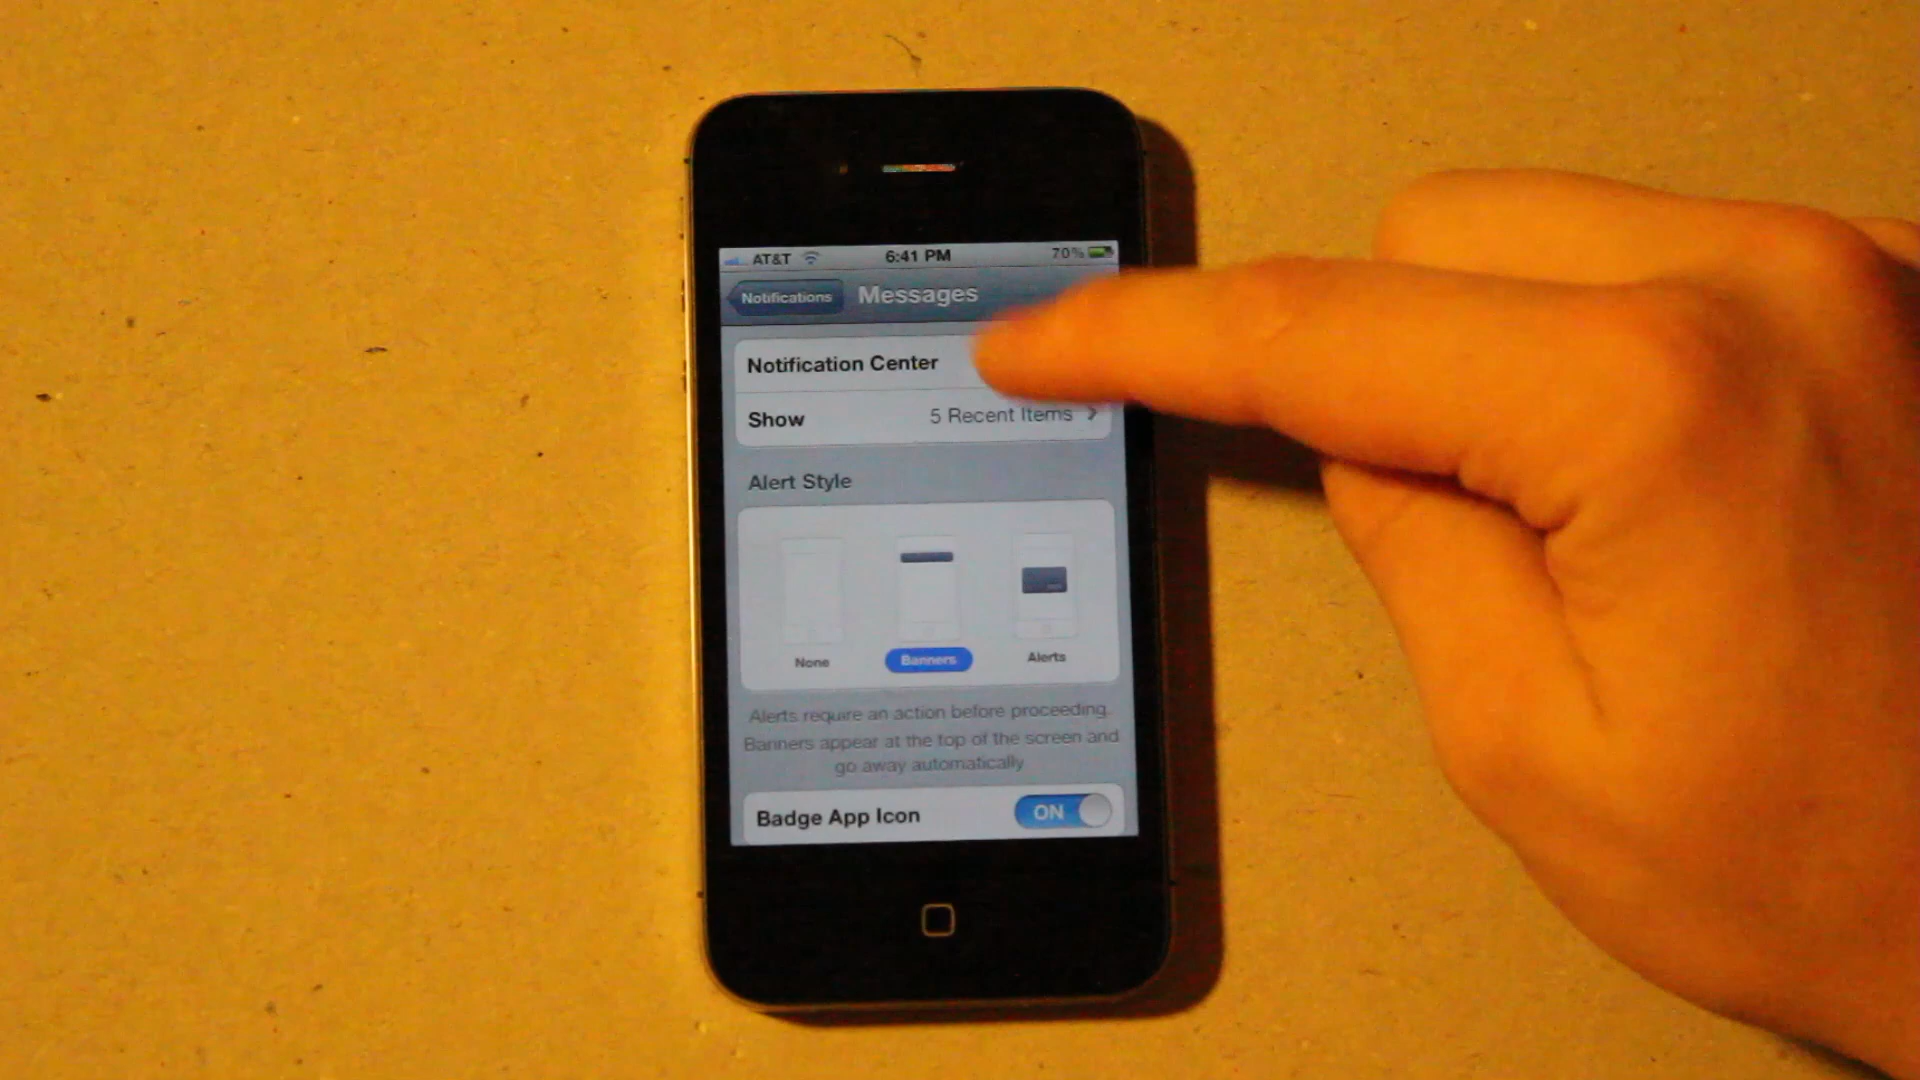 AT&T 6:41 PM 70%
Notifications Messages
Notification Center
Show 5 Recent Items
Alert Style
None Banners Alerts
Alerts require an action before proceeding.
Banners appear at the top of the screen and
go away automatically
Badge App Icon ON